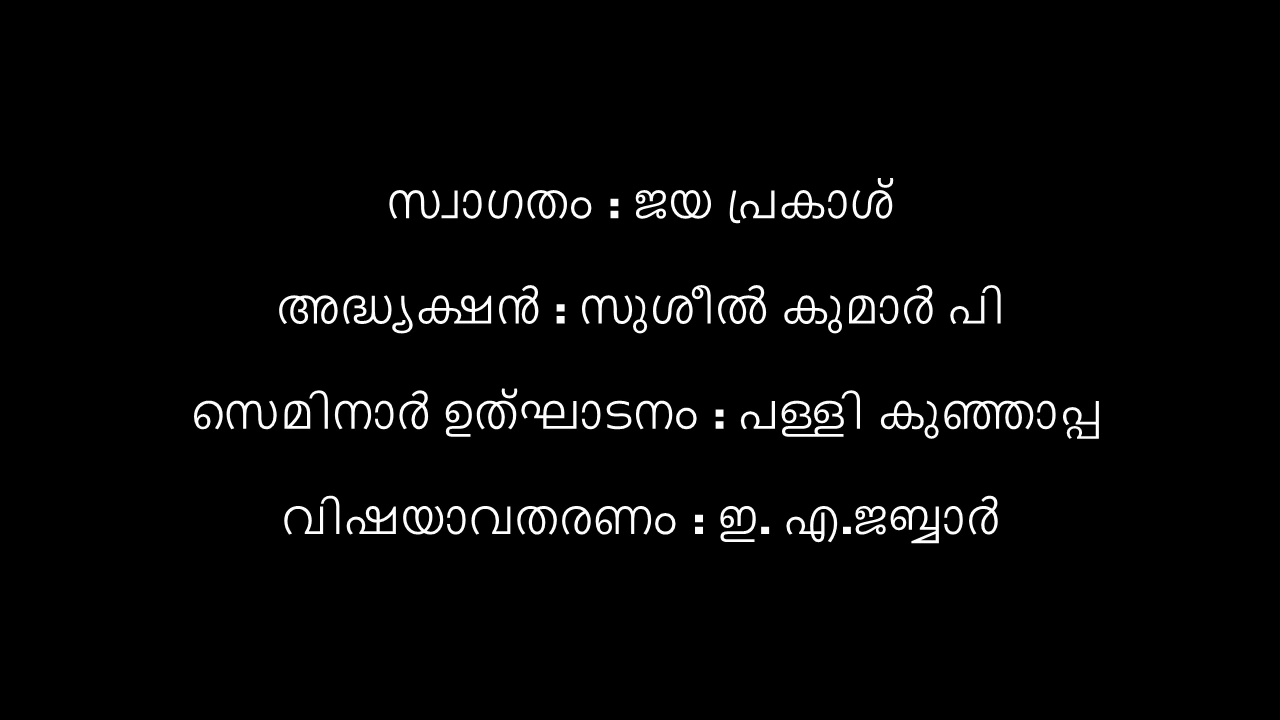 സ്വാഗതം : ജയ പ്രകാശ്
അദ്ധ്യക്ഷൻ : സുശീൽ കുമാർ പി
സെമിനാർ ഉത്ഘാടനം : പള്ളി കുഞ്ഞാപ്പ
വിഷയാവതരണം : ഇ. എ.ജബ്ബാർ